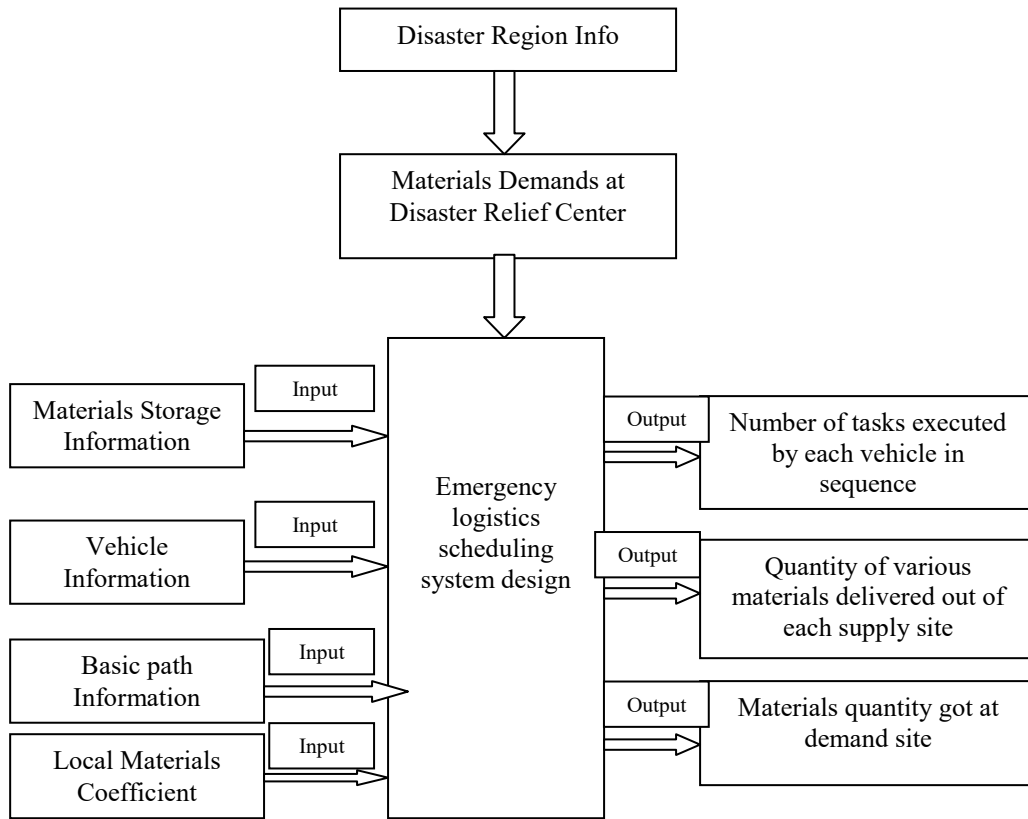 Disaster Region Info
Materials Demands at
Disaster Relief Center
Input
Materials Storage
Information
Input
Vehicle
Information
Input
Basic path
Information
Input
Local Materials
Coefficient
Emergency
logistics
scheduling
system design
Output
Number of tasks executed
by each vehicle in
sequence
Output
Quantity of various
materials delivered out of
each supply site
Output
Materials quantity got at
demand site